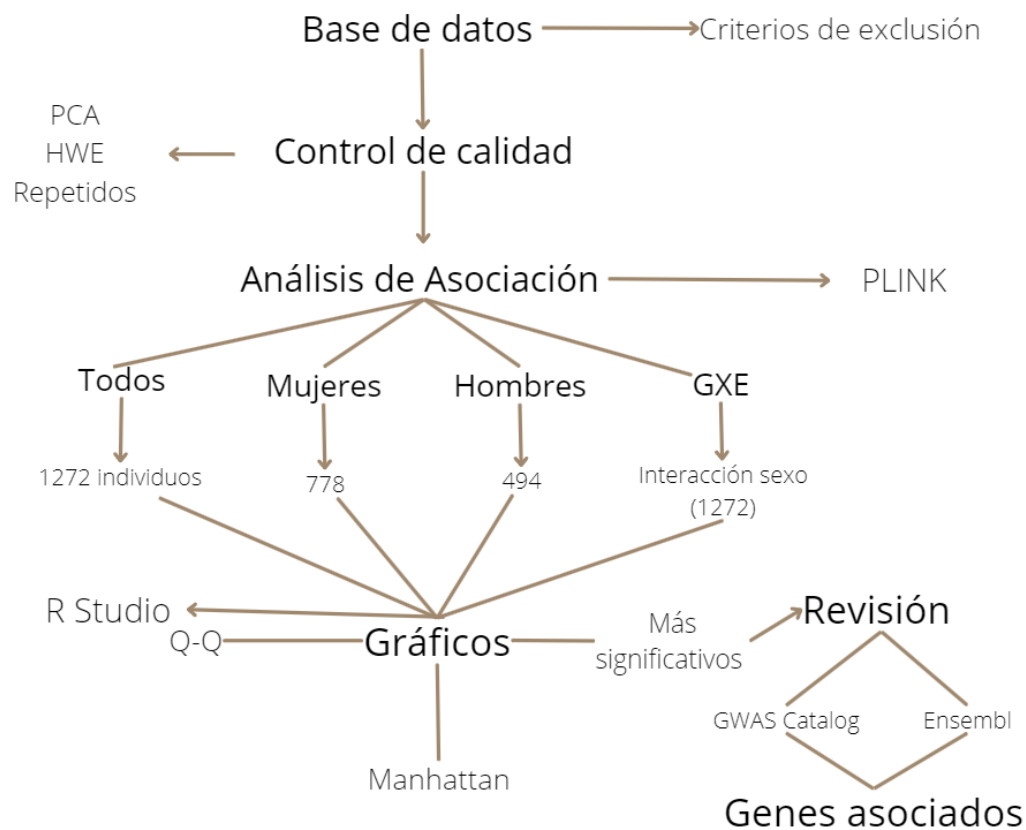 Base de datos
Criterios de exclusión
PCA
HWE
Repetidos
Control de calidad
Análisis de Asociación
PLINK
Todos
Mujeres
Hombres
GXE
1272 individuos
778
494
Interacción sexo
(1272)
R Studio
Q-Q
Gráficos
Más
significativos
Revisión
GWAS Catalog
Ensembl
Manhattan
Genes asociados